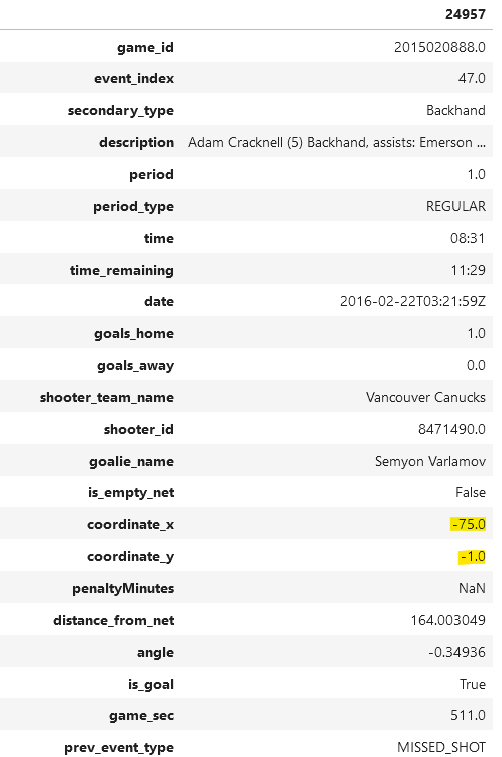 24957
game_id 2015020888.0
event_index 47.0
secondary_type Backhand
description Adam Cracknell (5) Backhand, assists: Emerson ...
period 1.0
period_type REGULAR
time 08:31
time_remaining 11:29
date 2016-02-22T03:21:59Z
goals_home 1.0
goals_away 0.0
shooter_team_name Vancouver Canucks
shooter_id 8471490.0
goalie_name Semyon Varlamov
is_empty_net False
coordinate_x -75.0
coordinate_y -1.0
penaltyMinutes NaN
distance_from_net 164.003049
angle -0.34936
is_goal True
game_sec 511.0
prev_event_type MISSED_SHOT